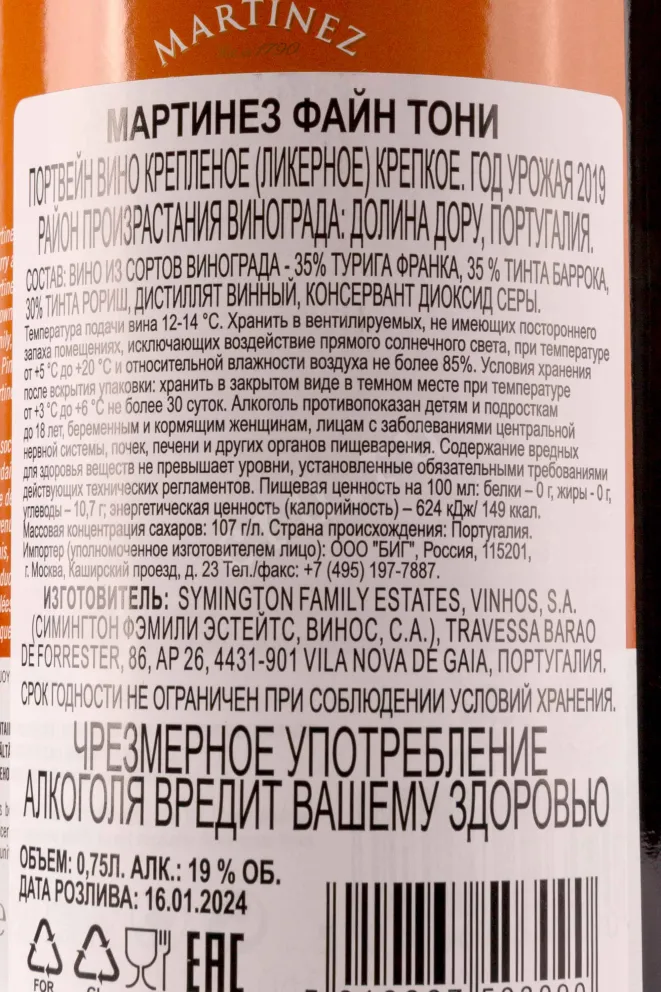 MARTINEZ
Since 1790
МАРТИНЕЗ ФАЙН ТОНИ
ПОРТВЕЙН ВИНО КРЕПЛЕНОЕ (ЛИКЕРНОЕ) КРЕПКОЕ. ГОД УРОЖАЯ 2019
РАЙОН ПРОИЗРАСТАНИЯ ВИНОГРАДА: ДОЛИНА ДОРУ, ПОРТУГАЛИЯ.
СОСТАВ: ВИНО ИЗ СОРТОВ ВИНОГРАДА - 35% ТУРИГА ФРАНКА, 35 % ТИНТА БАРРОКА,
30% ТИНТА РОРИШ, ДИСТИЛЛЯТ ВИННЫЙ, КОНСЕРВАНТ ДИОКСИД СЕРЫ.
Температура подачи вина 12-14 °С. Хранить в вентилируемых, не имеющих постороннего
запаха помещениях, исключающих воздействие прямого солнечного света, при температуре
от +5 °С до +20 °С и относительной влажности воздуха не более 85%. Условия хранения
после вскрытия упаковки: хранить в закрытом виде в темном месте при температуре
от +3 °С до +6 °С не более 30 суток. Алкоголь противопоказан детям и подросткам
до 18 лет, беременным и кормящим женщинам, лицам с заболеваниями центральной
нервной системы, почек, печени и других органов пищеварения. Содержание вредных
для здоровья веществ не превышает уровни, установленные обязательными требованиями
действующих технических регламентов. Пищевая ценность на 100 мл: белки – 0 г, жиры - 0 г,
углеводы – 10,7 г; энергетическая ценность (калорийность) – 624 кДж/ 149 ккал.
Массовая концентрация сахаров: 107 г/л. Страна происхождения: Португалия.
Импортер (уполномоченное изготовителем лицо): ООО "БИГ", Россия, 115201,
г. Москва, Каширский проезд, д. 23 Тел./факс: +7 (495) 197-7887.
ИЗГОТОВИТЕЛЬ: SYMINGTON FAMILY ESTATES, VINHOS, S.A.
(СИМИНГТОН ФЭМИЛИ ЭСТЕЙТС, ВИНОС, С.А.), TRAVESSA BARAO
DE FORRESTER, 86, AP 26, 4431-901 VILA NOVA DE GAIA, ПОРТУГАЛИЯ.
СРОК ГОДНОСТИ НЕ ОГРАНИЧЕН ПРИ СОБЛЮДЕНИИ УСЛОВИЙ ХРАНЕНИЯ.
ЧРЕЗМЕРНОЕ УПОТРЕБЛЕНИЕ
АЛКОГОЛЯ ВРЕДИТ ВАШЕМУ ЗДОРОВЬЮ
ОБЪЕМ: 0,75Л. АЛК.: 19 % ОБ.
ДАТА РОЗЛИВА: 16.01.2024
EAC
FOR